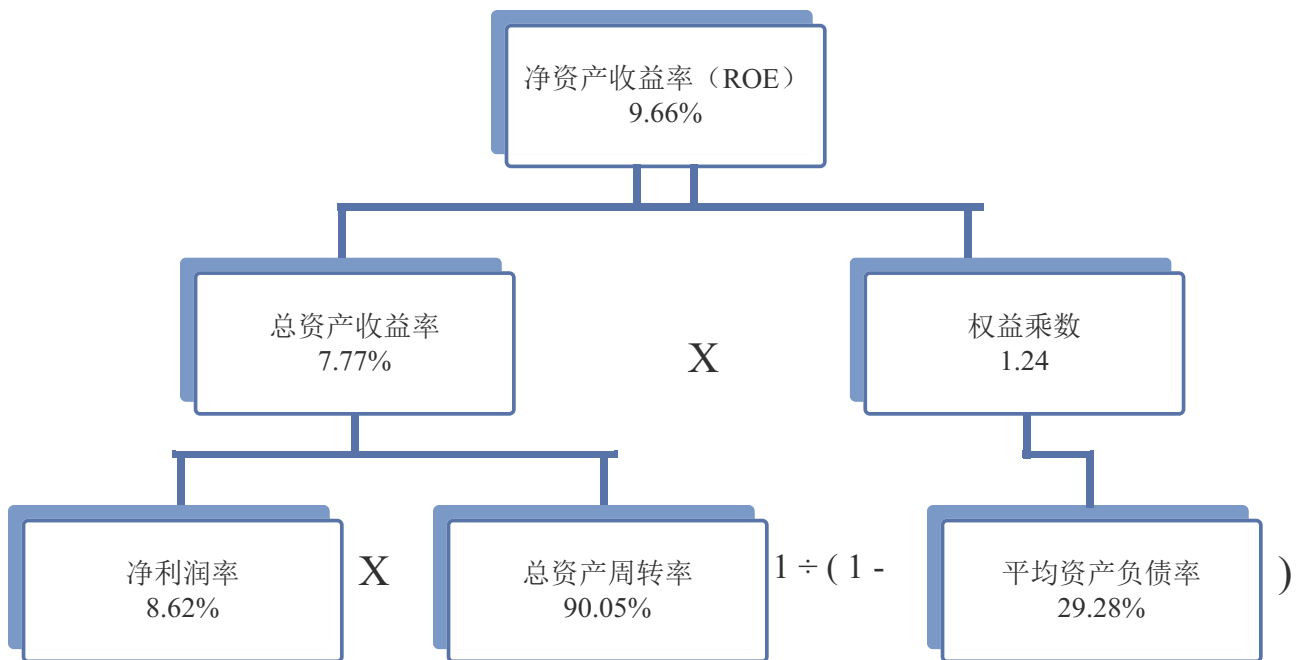 净资产收益率（ROE）
9.66%
总资产收益率
7.77%
X
权益乘数
1.24
净利润率
8.62%
X
总资产周转率
90.05%
1 ÷ ( 1 -
平均资产负债率
29.28%
)